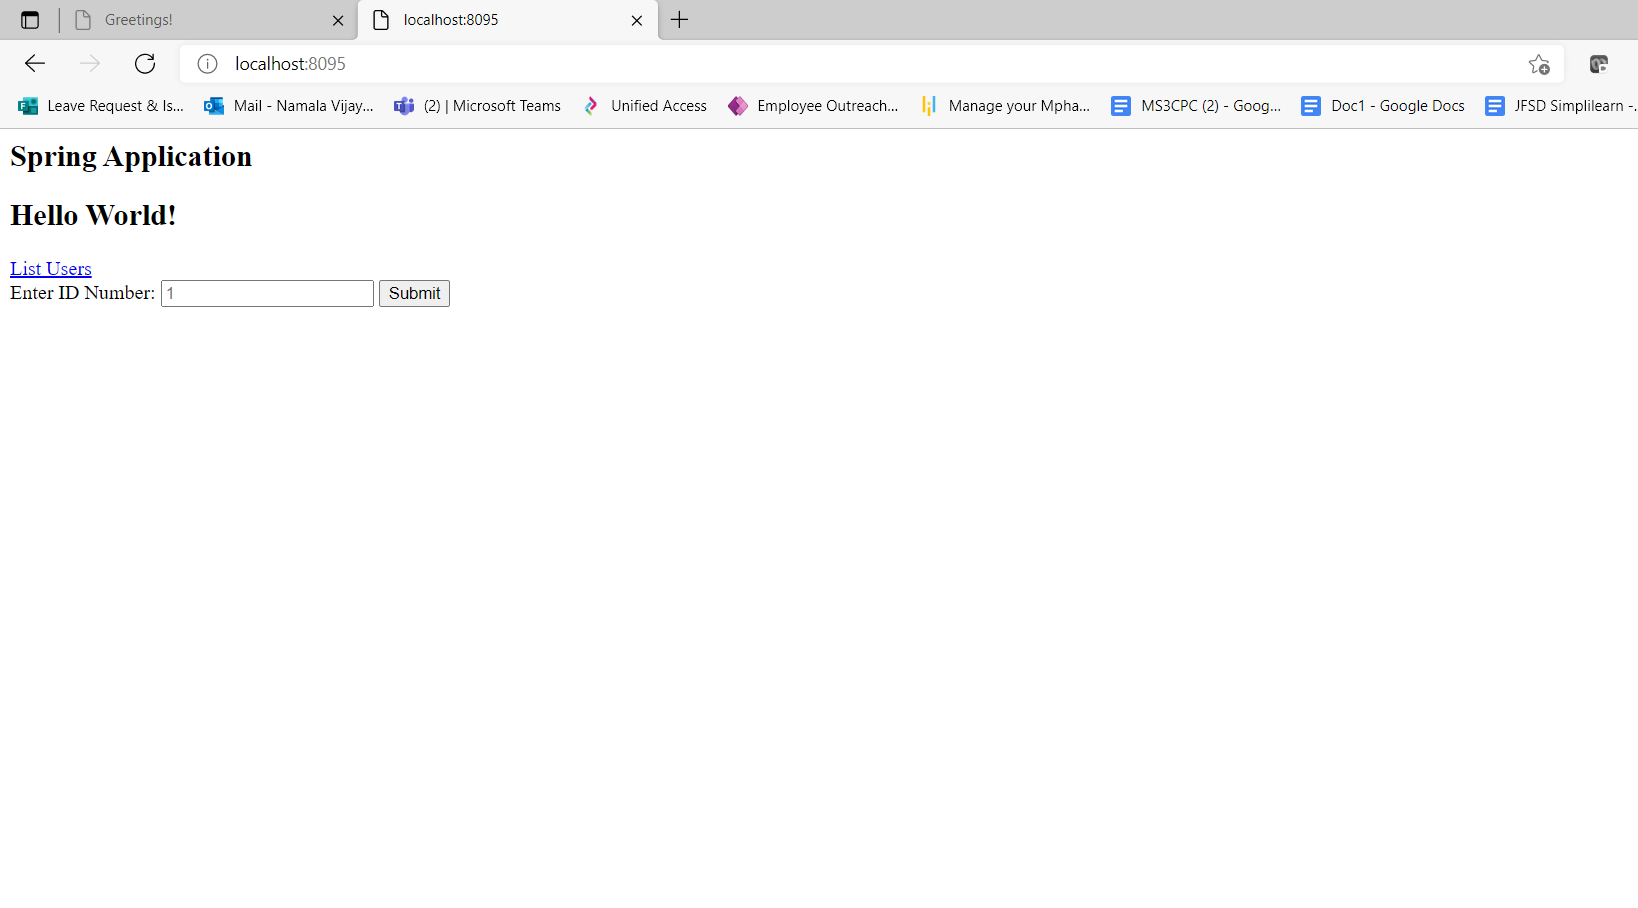 Greetings!
localhost:8095
localhost:8095
Leave Request & Is... Mail - Namala Vijay... (2) | Microsoft Teams Unified Access Employee Outreach... Manage your Mpha... MS3CPC (2) - Goog... Doc1 - Google Docs JFSD Simplilearn -...
Spring Application
Hello World!
List Users
Enter ID Number: 1 Submit